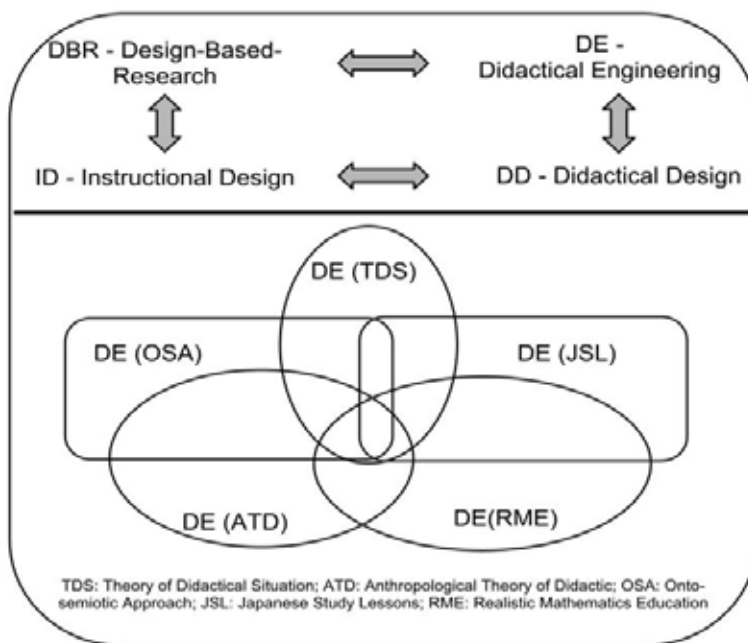 DBR - Design-Based-
Research
DE -
Didactical Engineering
ID - Instructional Design
DD - Didactical Design
DE (TDS)
DE (OSA)
DE (JSL)
DE (ATD)
DE(RME)
TDS: Theory of Didactical Situation; ATD: Anthropological Theory of Didactic; OSA: Onto-
semiotic Approach; JSL: Japanese Study Lessons; RME: Realistic Mathematics Education